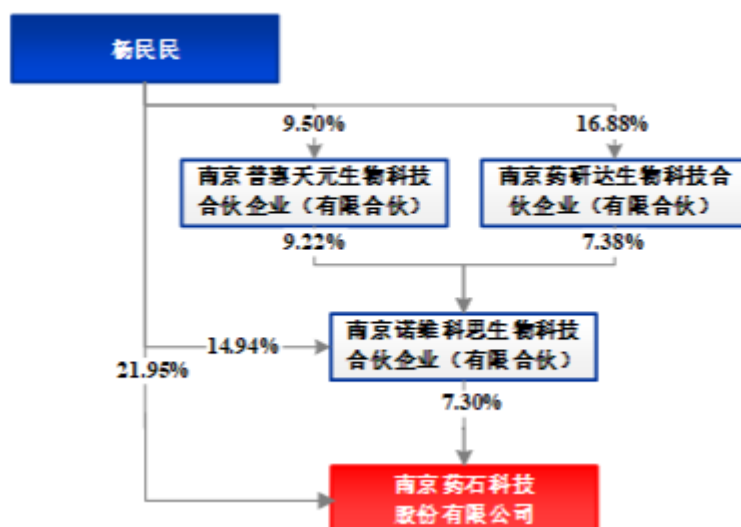 杨民民
9.50%
16.88%
南京普惠天元生物科技
合伙企业（有限合伙）
南京药研达生物科技合
伙企业（有限合伙）
9.22%
7.38%
南京诺维科思生物科技
合伙企业（有限合伙）
14.94%
21.95%
7.30%
南京药石科技
股份有限公司